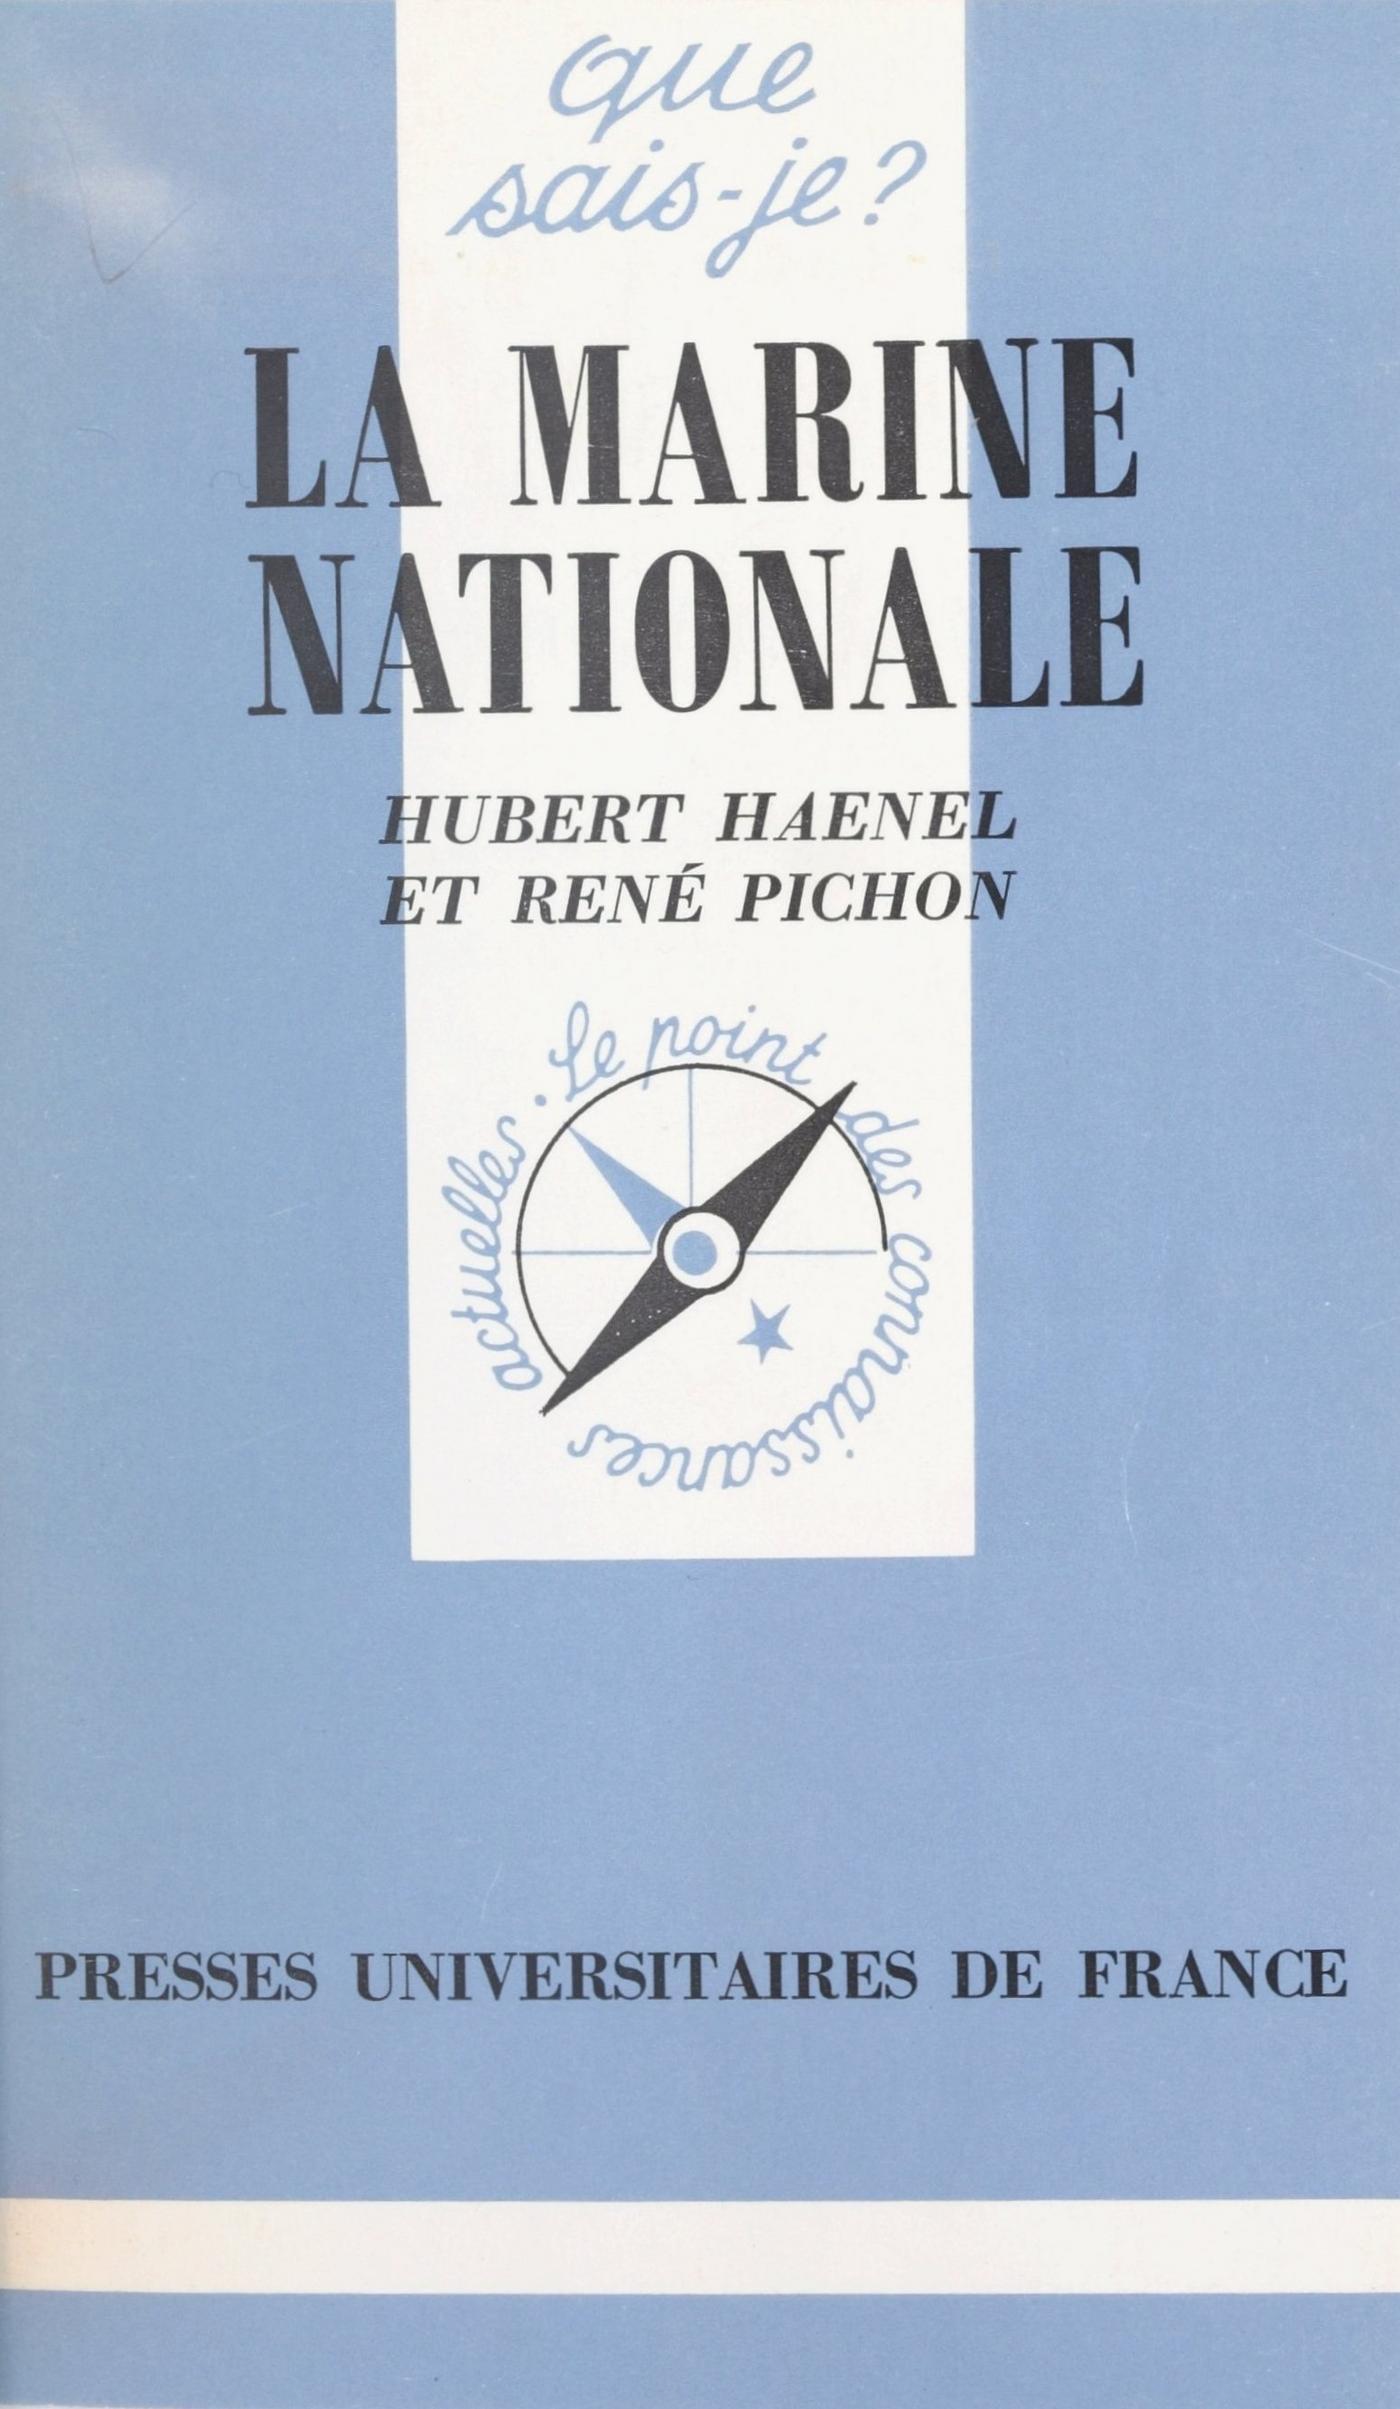 que
sais-je?
LA MARINE
NATIONALE
HUBERT HAENEL
ET RENÉ PICHON
Le point des connaissances actuelles.
PRESSES UNIVERSITAIRES DE FRANCE